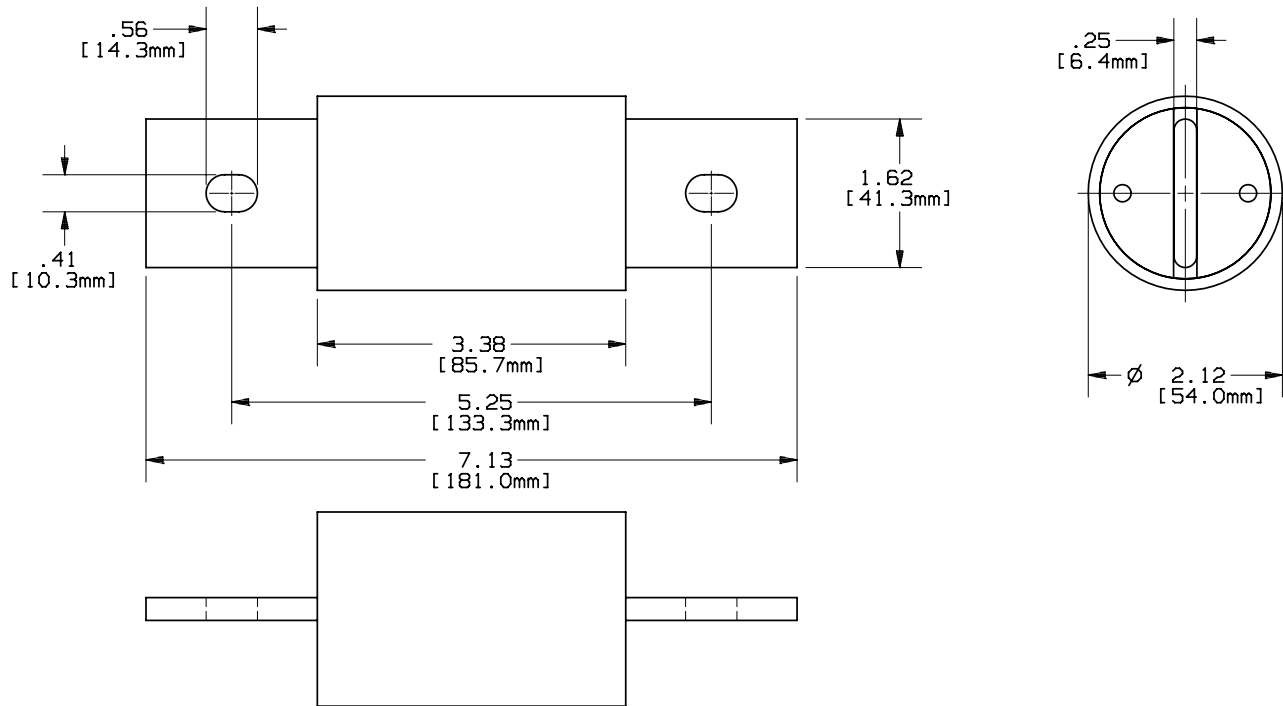 .56
[14.3mm]
.25
[6.4mm]
1.62
[41.3mm]
.41
[10.3mm]
3.38
[85.7mm]
Ø 2.12
[54.0mm]
5.25
[133.3mm]
7.13
[181.0mm]